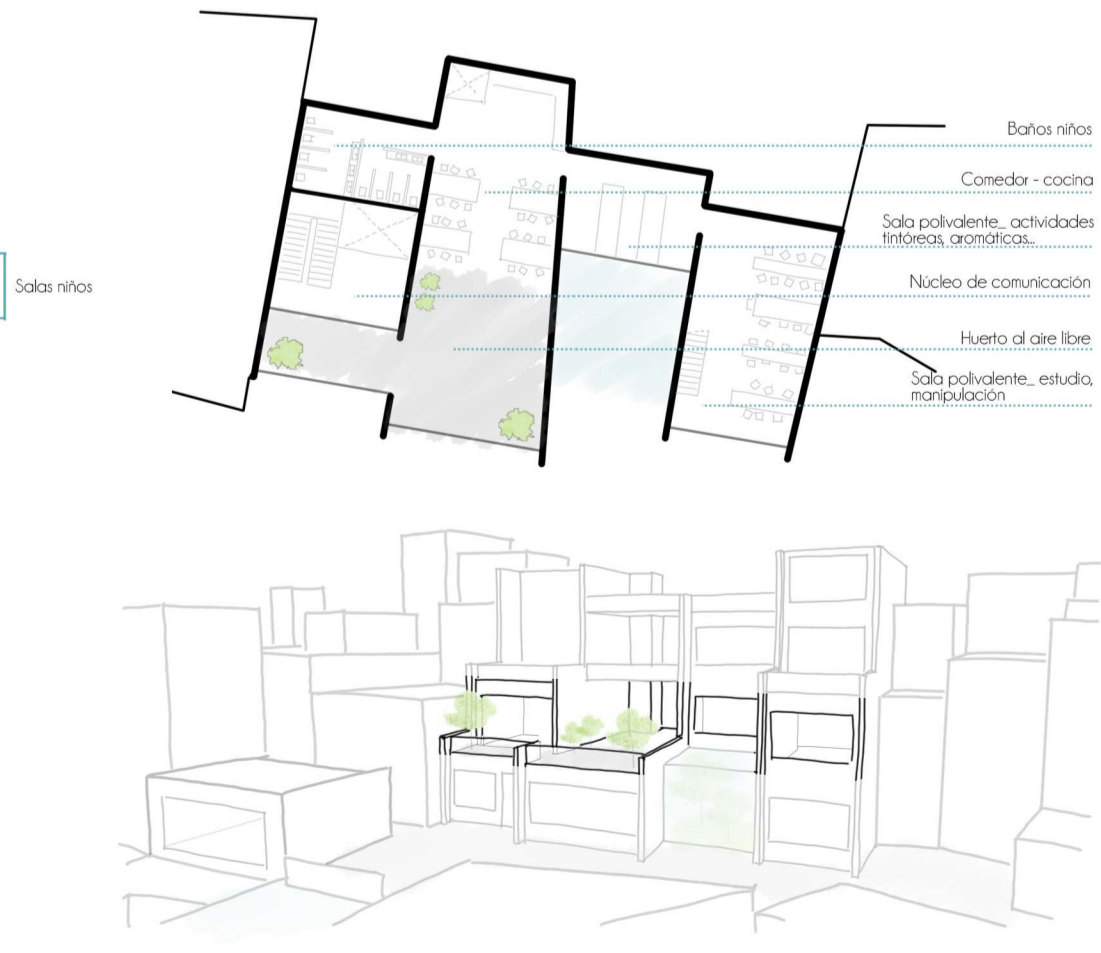 Baños niños
Comedor - cocina
Sala polivalente_ actividades
tintóreas, aromáticas...
Salas niños
Núcleo de comunicación
Huerto al aire libre
Sala polivalente_ estudio,
manipulación